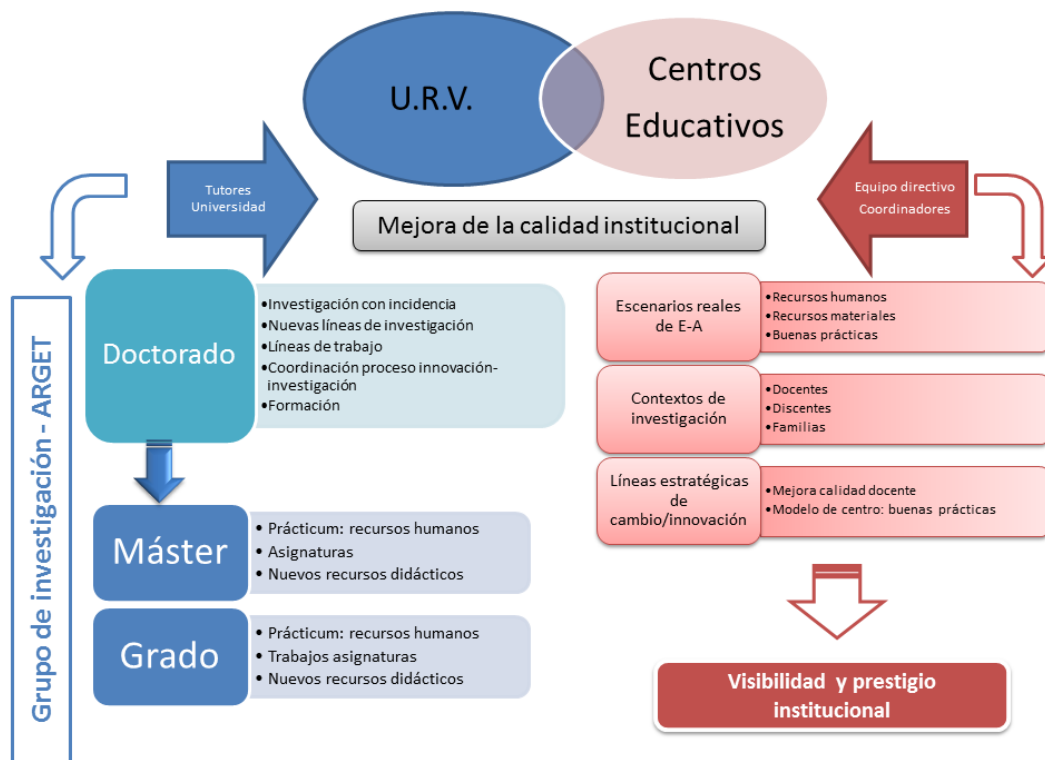 U.R.V.
Centros
Educativos
Tutores
Universidad
Equipo directivo
Coordinadores
Mejora de la calidad institucional
Grupo de investigación - ARGET
Doctorado
•Investigación con incidencia
•Nuevas líneas de investigación
•Líneas de trabajo
•Coordinación proceso innovación-
investigación
•Formación
Máster
• Prácticum: recursos humanos
• Asignaturas
• Nuevos recursos didácticos
Grado
• Prácticum: recursos humanos
• Trabajos asignaturas
• Nuevos recursos didácticos
Escenarios reales
de E-A
•Recursos humanos
•Recursos materiales
•Buenas prácticas
Contextos de
investigación
•Docentes
•Discentes
•Familias
Líneas estratégicas
de
cambio/innovación
•Mejora calidad docente
•Modelo de centro: buenas prácticas
Visibilidad y prestigio
institucional